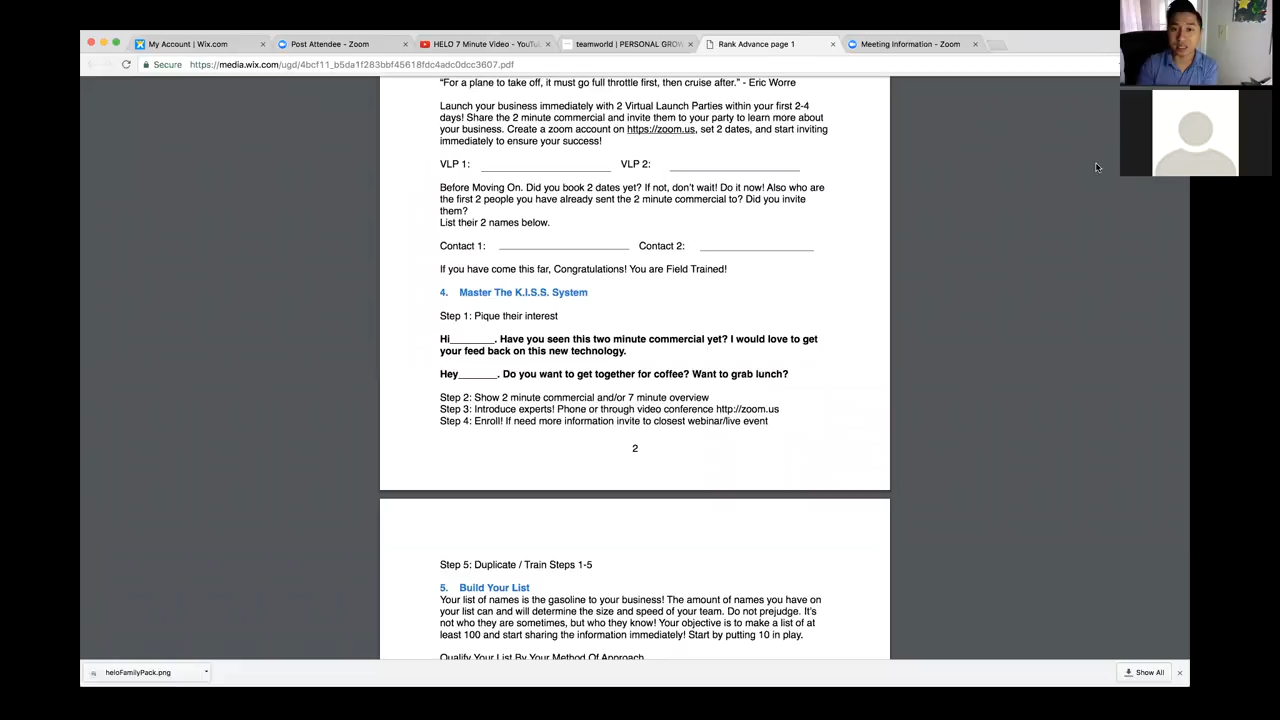 My Account | Wix.com
Post Attendee - Zoom
HELO 7 Minute Video - YouTu
teamworld | PERSONAL GROW
Rank Advance page 1
Meeting Information - Zoom
Secure https://media.wix.com/ugd/4bcf11_b5da1f283bbf45618fdc4adc0dcc3607.pdf
“For a plane to take off, it must go full throttle first, then cruise after.” - Eric Worre
Launch your business immediately with 2 Virtual Launch Parties within your first 2-4
days! Share the 2 minute commercial and invite them to your party to learn more about
your business. Create a zoom account on https://zoom.us, set 2 dates, and start inviting
immediately to ensure your success!
VLP 1: ______________ VLP 2: ______________
Before Moving On. Did you book 2 dates yet? If not, don’t wait! Do it now! Also who are
the first 2 people you have already sent the 2 minute commercial to? Did you invite
them?
List their 2 names below.
Contact 1: ______________ Contact 2: ______________
If you have come this far, Congratulations! You are Field Trained!
4. Master The K.I.S.S. System
Step 1: Pique their interest
Hi_______. Have you seen this two minute commercial yet? I would love to get
your feed back on this new technology.
Hey______. Do you want to get together for coffee? Want to grab lunch?
Step 2: Show 2 minute commercial and/or 7 minute overview
Step 3: Introduce experts! Phone or through video conference http://zoom.us
Step 4: Enroll! If need more information invite to closest webinar/live event
2
Step 5: Duplicate / Train Steps 1-5
5. Build Your List
Your list of names is the gasoline to your business! The amount of names you have on
your list can and will determine the size and speed of your team. Do not prejudge. It’s
not who they are sometimes, but who they know! Your objective is to make a list of at
least 100 and start sharing the information immediately! Start by putting 10 in play.
Qualify Your List By Your Method Of Approach
heloFamilyPack.png
Show All